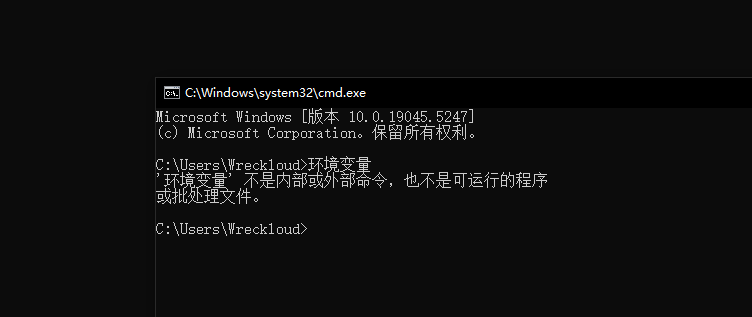 C:\Windows\system32\cmd.exe
Microsoft Windows [版本 10.0.19045.5247]
(c) Microsoft Corporation。保留所有权利。
C:\Users\Wreckloud>环境变量
'环境变量' 不是内部或外部命令，也不是可运行的程序
或批处理文件。
C:\Users\Wreckloud>